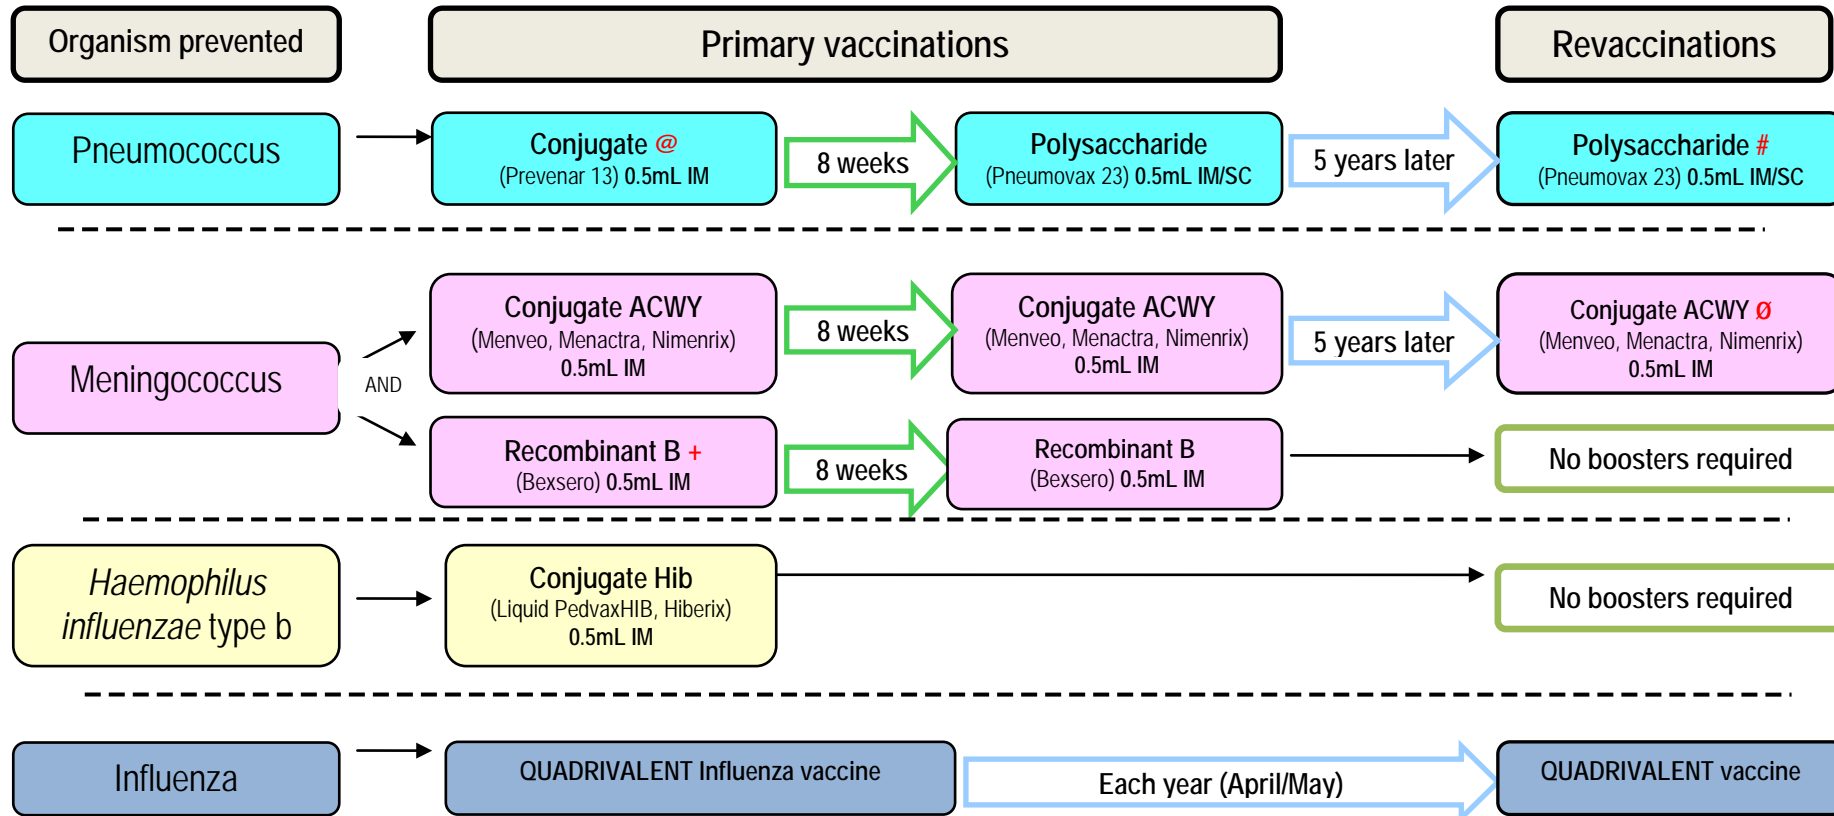 Organism prevented
Primary vaccinations
Revaccinations
Pneumococcus
Conjugate @
(Prevenar 13) 0.5mL IM
8 weeks
Polysaccharide
(Pneumovax 23) 0.5mL IM/SC
5 years later
Polysaccharide #
(Pneumovax 23) 0.5mL IM/SC
Meningococcus
AND
Conjugate ACWY
(Menveo, Menactra, Nimenrix)
0.5mL IM
8 weeks
Conjugate ACWY
(Menveo, Menactra, Nimenrix)
0.5mL IM
5 years later
Conjugate ACWY Ø
(Menveo, Menactra, Nimenrix)
0.5mL IM
Recombinant B +
(Bexsero) 0.5mL IM
8 weeks
Recombinant B
(Bexsero) 0.5mL IM
No boosters required
Haemophilus
influenzae type b
Conjugate Hib
(Liquid PedvaxHIB, Hiberix)
0.5mL IM
No boosters required
Influenza
QUADRIVALENT Influenza vaccine
Each year (April/May)
QUADRIVALENT vaccine